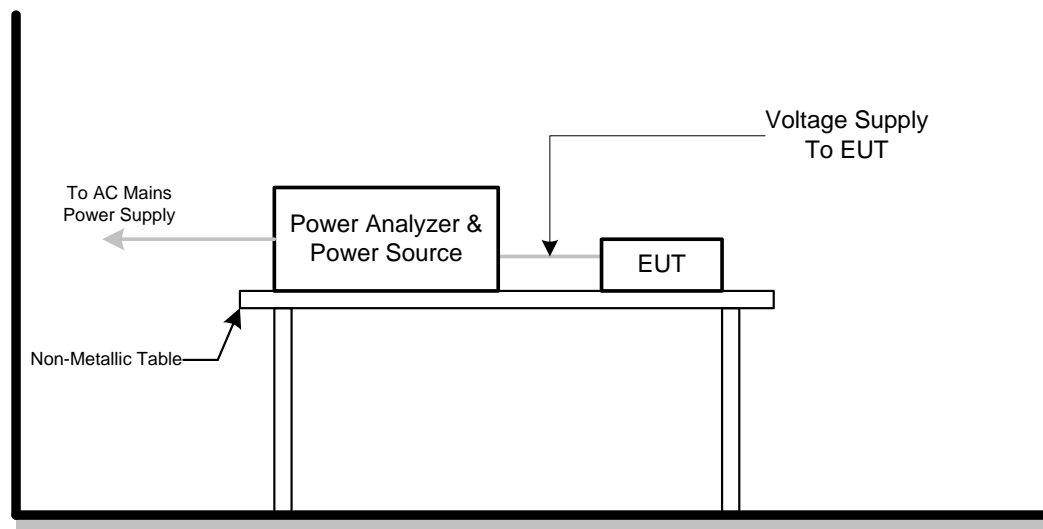 Voltage Supply
To EUT
To AC Mains
Power Supply
Power Analyzer &
Power Source
EUT
Non-Metallic Table